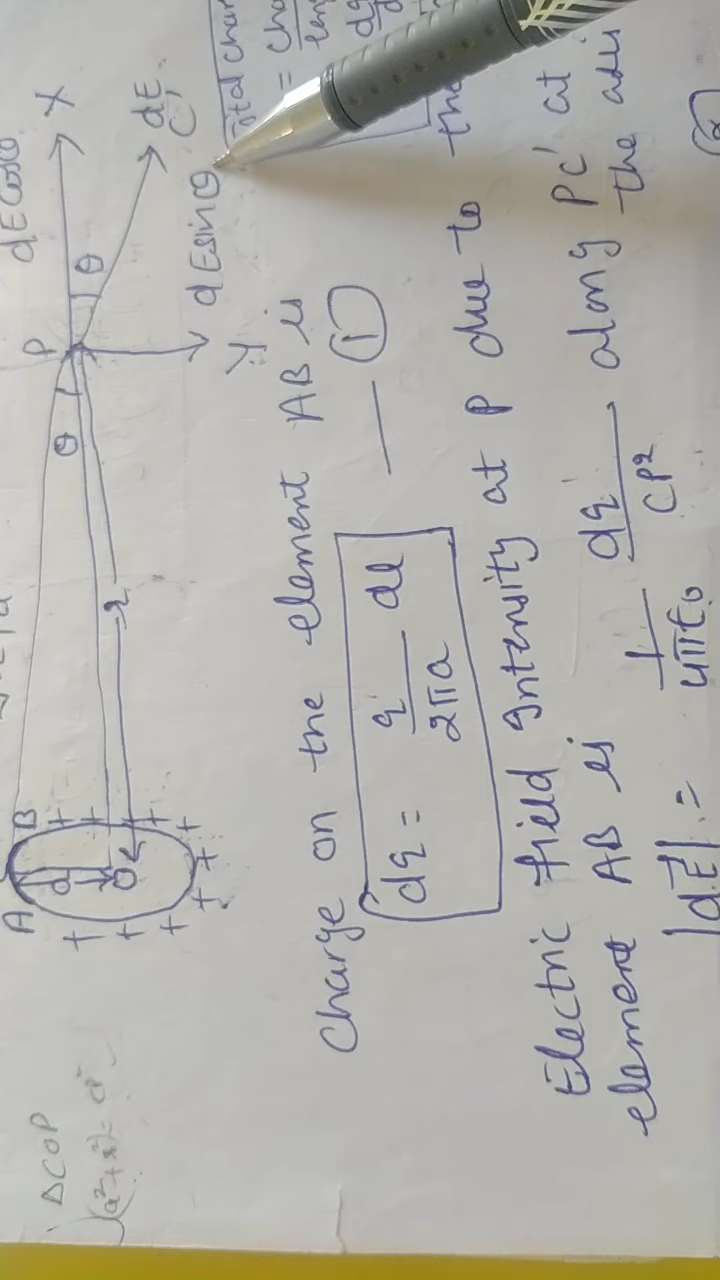 dE cosθ
X
P
θ
θ
dE
C'
dE sinθ
Y
r
A
B
a
O
ΔCOP
Charge on the element AB is
dq = q/2πa dl — ①
Electric field Intensity at P due to the
element AB is
|dE⃗| = 1/4πε₀ dq/CP² along PC' at